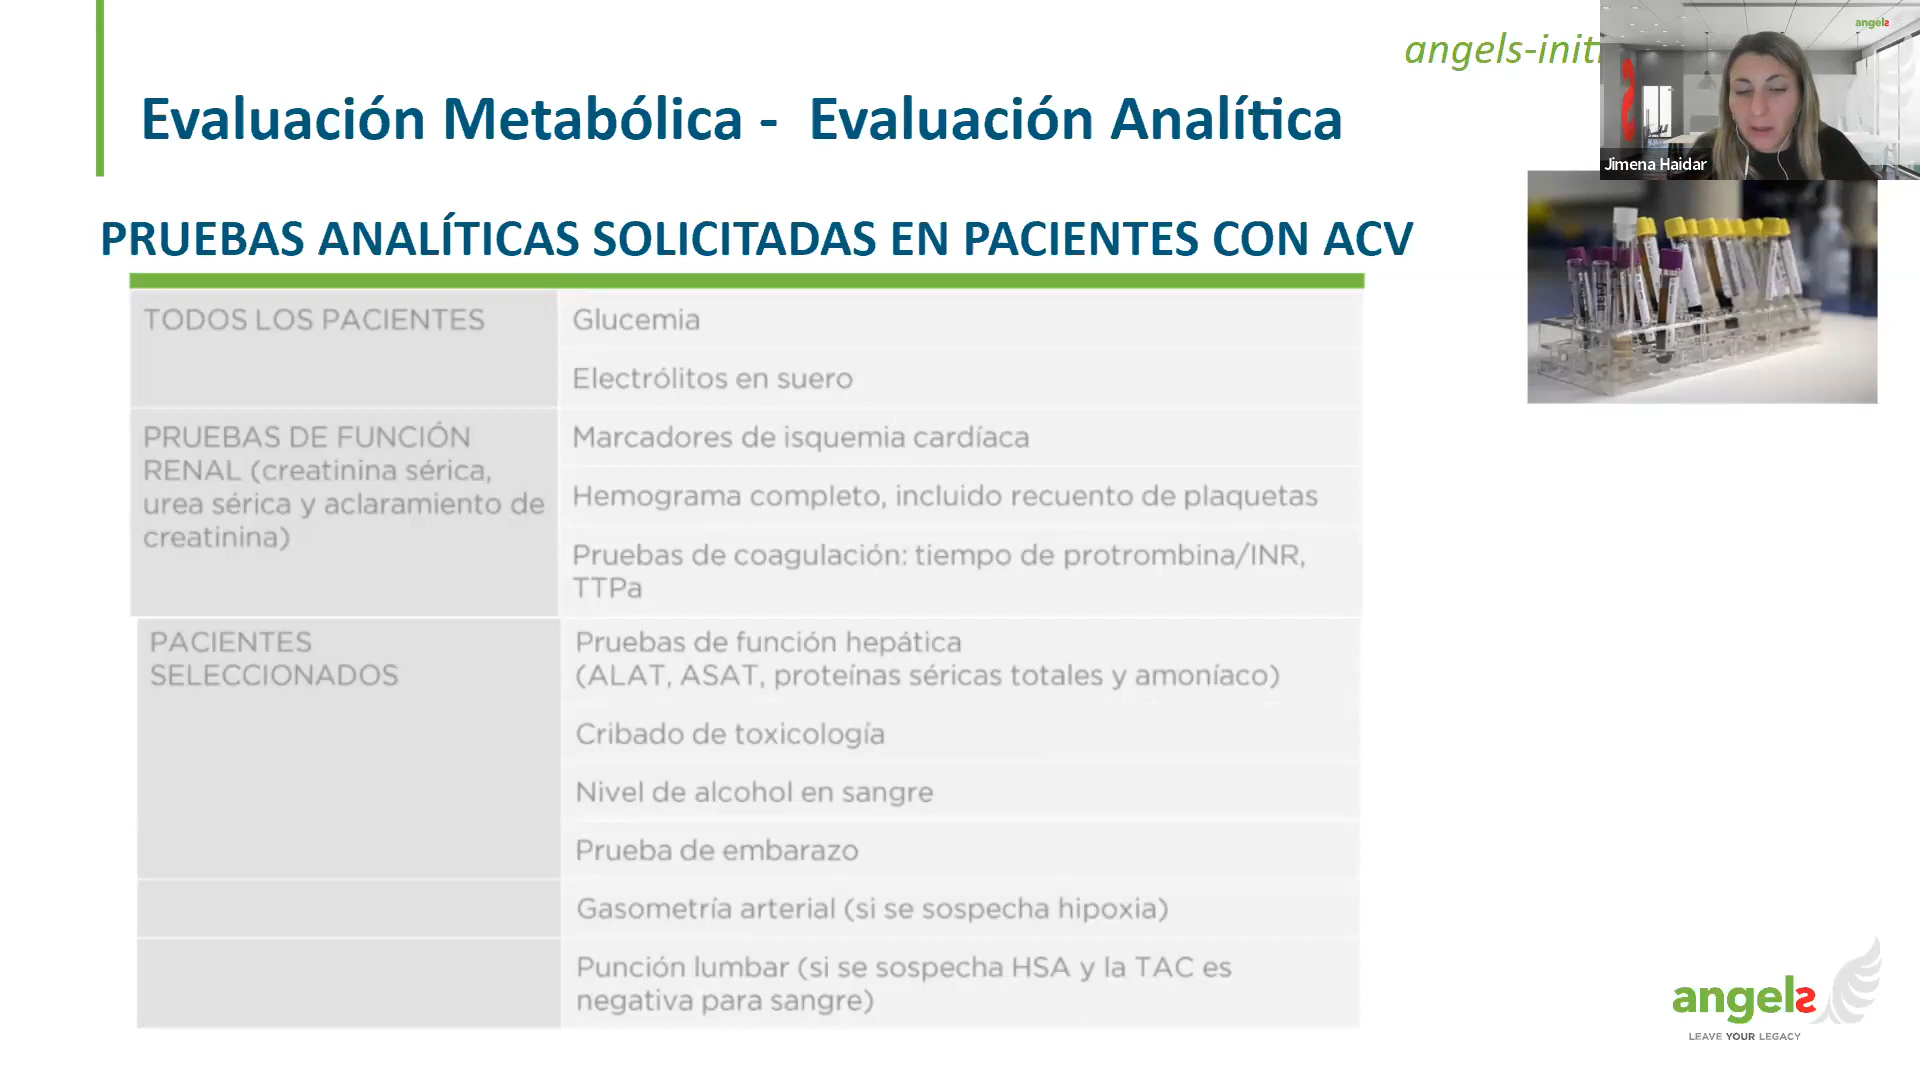 angels-initi
angels
Jimena Haidar
Evaluación Metabólica - Evaluación Analítica
PRUEBAS ANALÍTICAS SOLICITADAS EN PACIENTES CON ACV
TODOS LOS PACIENTES
Glucemia
Electrólitos en suero
PRUEBAS DE FUNCIÓN
RENAL (creatinina sérica,
urea sérica y aclaramiento de
creatinina)
Marcadores de isquemia cardíaca
Hemograma completo, incluido recuento de plaquetas
Pruebas de coagulación: tiempo de protrombina/INR,
TTPa
PACIENTES
SELECCIONADOS
Pruebas de función hepática
(ALAT, ASAT, proteínas séricas totales y amoníaco)
Cribado de toxicología
Nivel de alcohol en sangre
Prueba de embarazo
Gasometría arterial (si se sospecha hipoxia)
Punción lumbar (si se sospecha HSA y la TAC es
negativa para sangre)
angels
LEAVE YOUR LEGACY